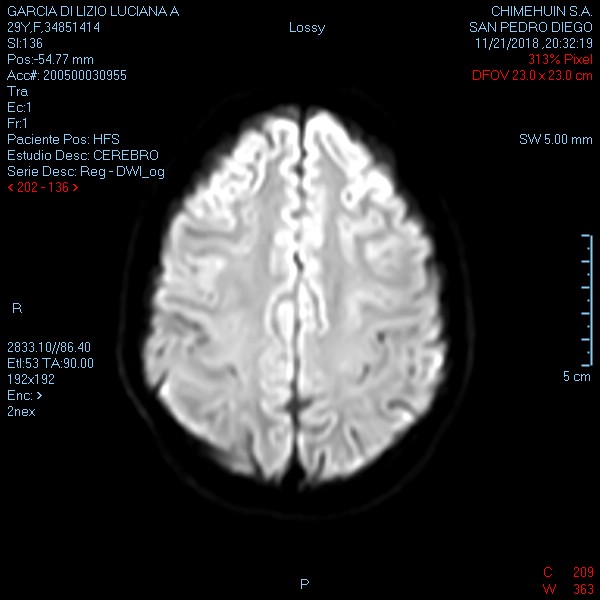 GARCIA DI LIZIO LUCIANA A
29Y,F,34851414
Sl:136
Pos:-54.77 mm
Acc#: 200500030955
Tra
Ec:1
Fr:1
Paciente Pos: HFS
Estudio Desc: CEREBRO
Serie Desc: Reg - DWI_og
< 202 - 136 >
Lossy
CHIMEHUIN S.A.
SAN PEDRO DIEGO
11/21/2018 ,20:32:19
313% Pixel
DFOV 23.0 x 23.0 cm
SW 5.00 mm
R
5 cm
2833.10//86.40
Etl:53 TA:90.00
192x192
Enc: >
2nex
P
C 209
W 363